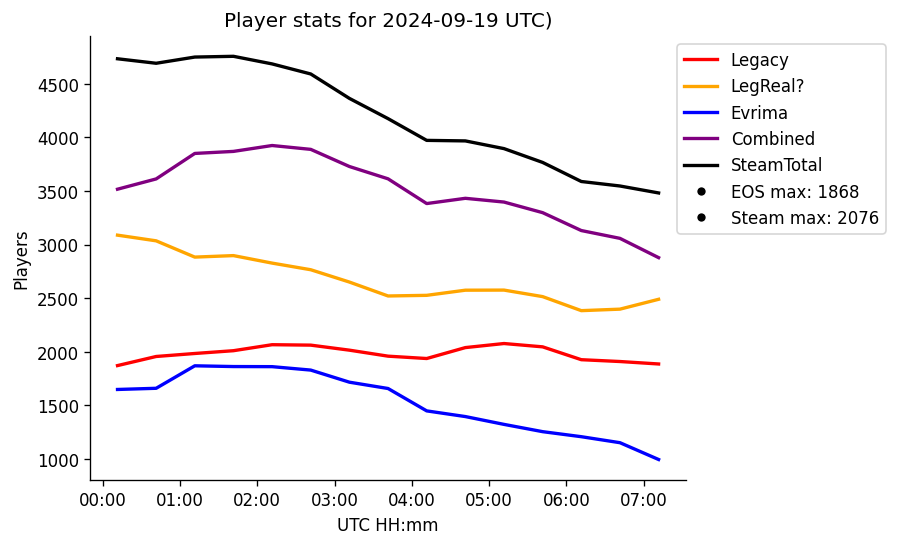 Player stats for 2024-09-19 UTC)
Legacy
LegReal?
Evrima
Combined
SteamTotal
EOS max: 1868
Steam max: 2076
Players
4500
4000
3500
3000
2500
2000
1500
1000
00:00 01:00 02:00 03:00 04:00 05:00 06:00 07:00
UTC HH:mm